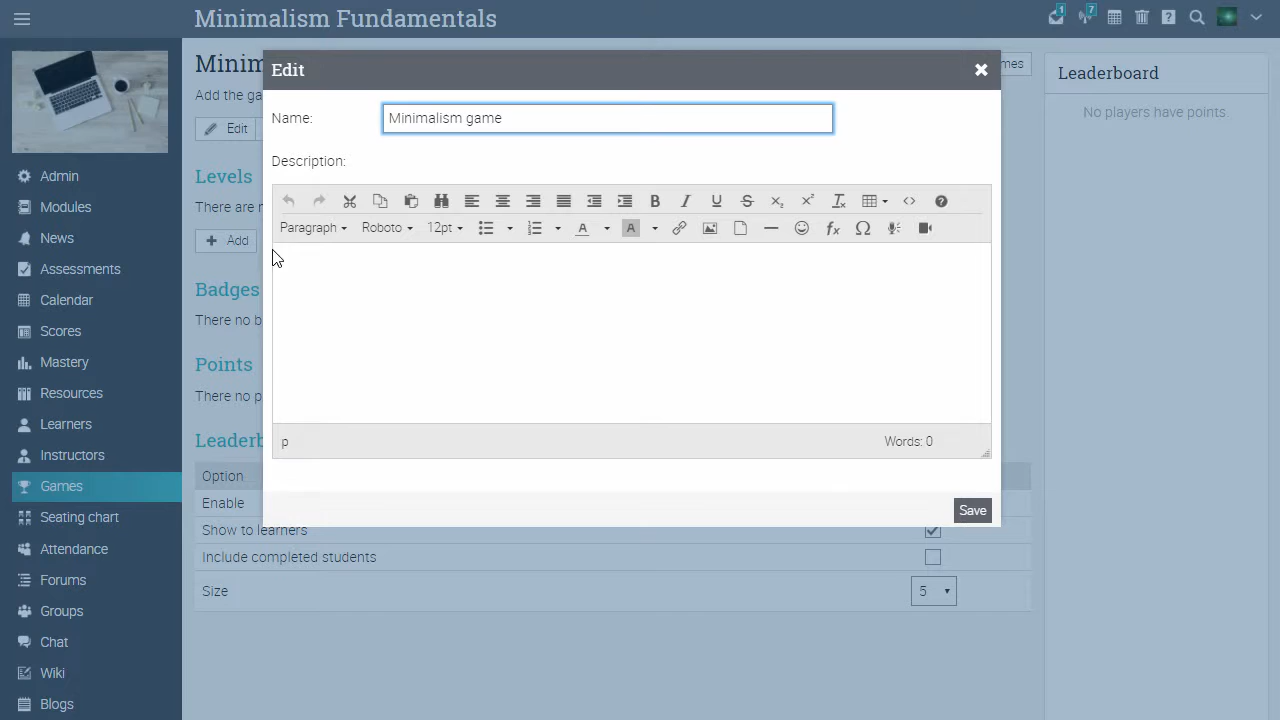 Minimalism Fundamentals
1
7
Admin
Modules
News
Assessments
Calendar
Scores
Mastery
Resources
Learners
Instructors
Games
Seating chart
Attendance
Forums
Groups
Chat
Wiki
Blogs
Minim
Add the ga
Edit
Levels
There are n
Add
Badges
There no b
Points
There no p
Leaderb
Option
Enable
Show to learners
Include completed students
Size
5
mes
Edit
Name:
Minimalism game
Description:
Paragraph
Roboto
12pt
p
Words: 0
Save
Leaderboard
No players have points.